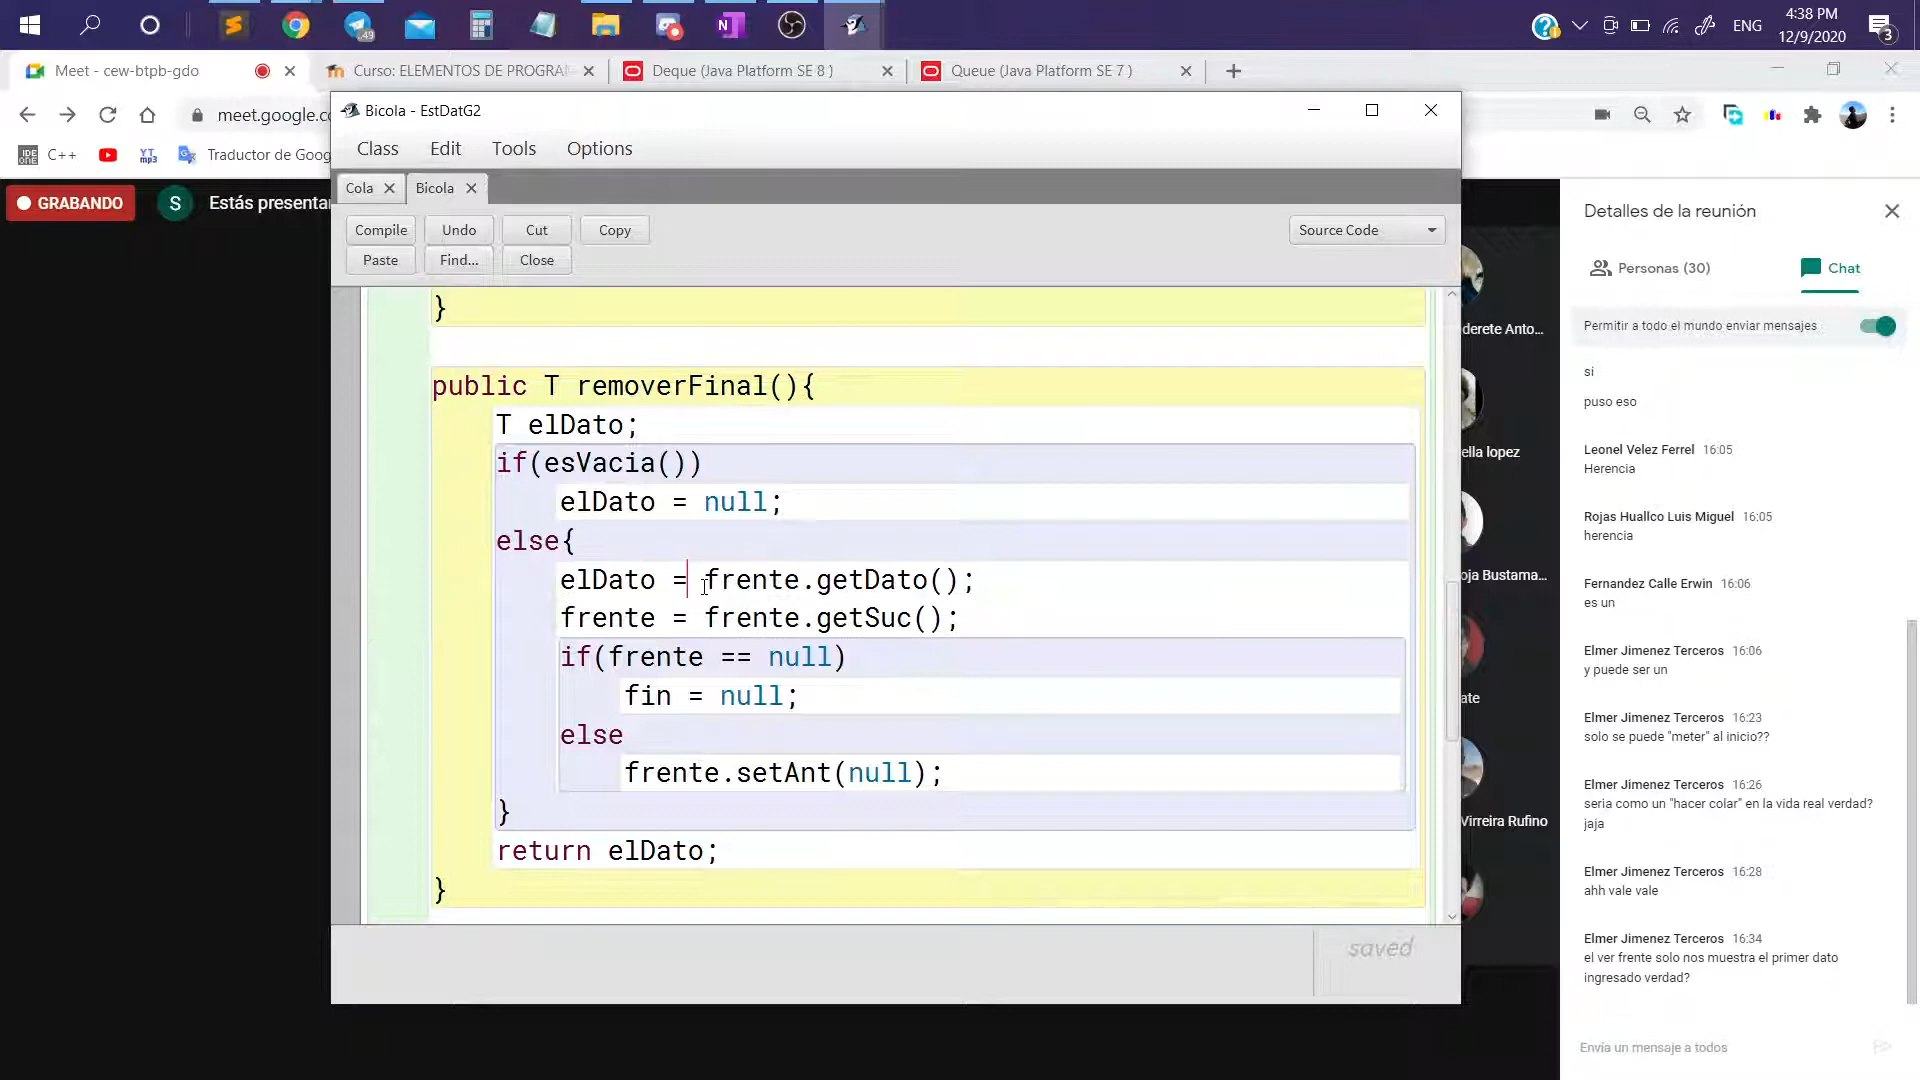 ENG
4:38 PM
12/9/2020
3
49
Meet - cew-btpb-gdo
Curso: ELEMENTOS DE PROGRA
Deque (Java Platform SE 8 )
Queue (Java Platform SE 7 )
meet.google.co
C++
Traductor de Goog
GRABANDO
S
Estás presenta
Bicola - EstDatG2
Class
Edit
Tools
Options
Cola
Bicola
Compile
Undo
Cut
Copy
Paste
Find...
Close
Source Code
}
public T removerFinal(){
T elDato;
if(esVacia())
elDato = null;
else{
elDato = frente.getDato();
frente = frente.getSuc();
if(frente == null)
fin = null;
else
frente.setAnt(null);
}
return elDato;
}
saved
derete Anto...
ella lopez
oja Bustama...
ate
Virreira Rufino
Detalles de la reunión
Personas (30)
Chat
Permitir a todo el mundo enviar mensajes
si
puso eso
Leonel Velez Ferrel 16:05
Herencia
Rojas Huallco Luis Miguel 16:05
herencia
Fernandez Calle Erwin 16:06
es un
Elmer Jimenez Terceros 16:06
y puede ser un
Elmer Jimenez Terceros 16:23
solo se puede "meter" al inicio??
Elmer Jimenez Terceros 16:26
seria como un "hacer colar" en la vida real verdad?
jaja
Elmer Jimenez Terceros 16:28
ahh vale vale
Elmer Jimenez Terceros 16:34
el ver frente solo nos muestra el primer dato
ingresado verdad?
Envía un mensaje a todos